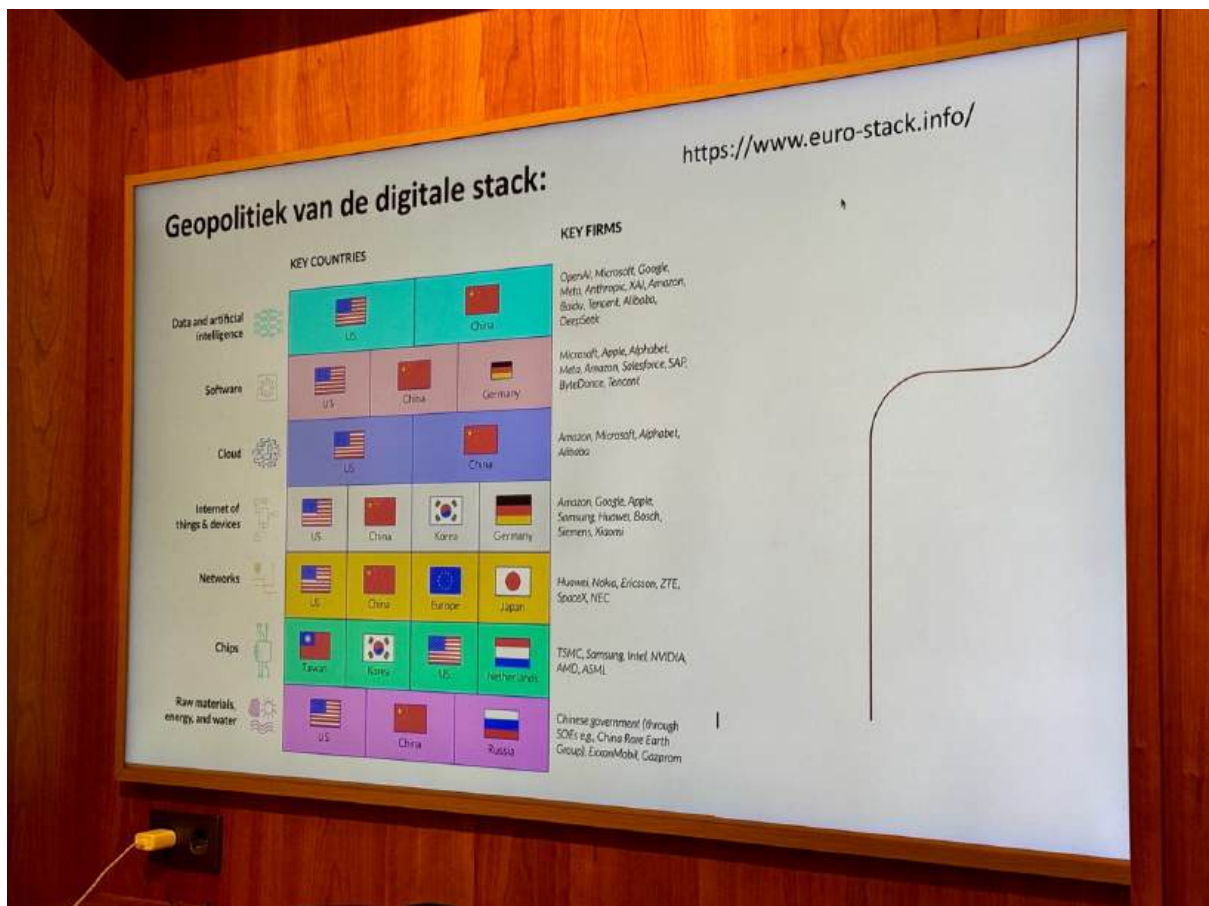 https://www.euro-stack.info/
Geopolitiek van de digitale stack:
KEY COUNTRIES
KEY FIRMS
Data and artificial
intelligence
US
China
OpenAI, Microsoft, Google,
Meta, Anthropic, XAI, Amazon,
Baidu, Tencent, Alibaba,
DeepSeek
Software
US
China
Germany
Microsoft, Apple, Alphabet,
Meta, Amazon, Salesforce, SAP,
ByteDance, Tencent
Cloud
US
China
Amazon, Microsoft, Alphabet,
Alibaba
Internet of
things & devices
US
China
Korea
Germany
Amazon, Google, Apple,
Samsung, Huawei, Bosch,
Siemens, Xiaomi
Networks
US
China
Europe
Japan
Huawei, Nokia, Ericsson, ZTE,
SpaceX, NEC
Chips
Taiwan
Korea
US
Netherlands
TSMC, Samsung, Intel, NVIDIA,
AMD, ASML
Raw materials,
energy, and water
US
China
Russia
Chinese government (through
SOEs e.g., China Rare Earth
Group); ExxonMobil, Gazprom